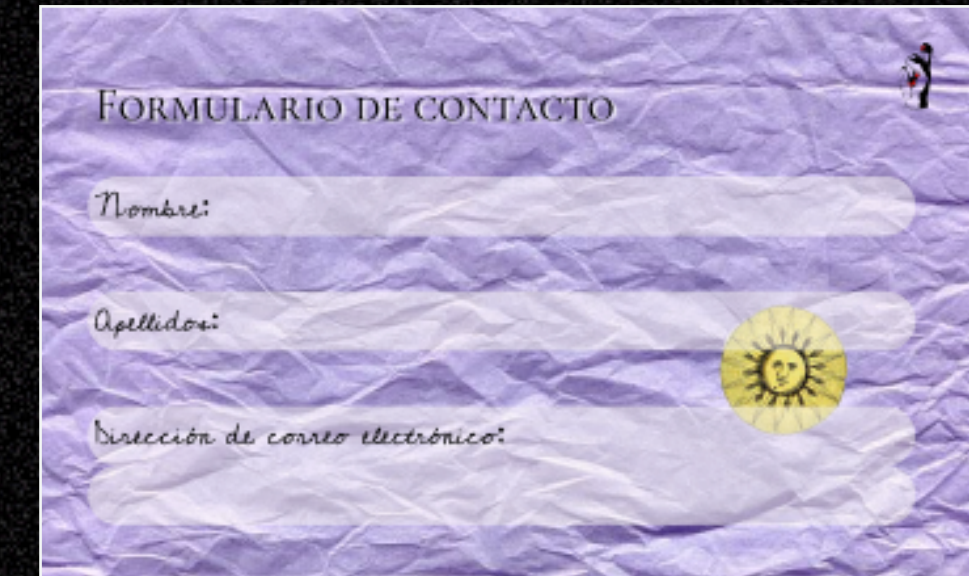 Formulario de contacto
Nombre:
Apellidos:
Dirección de correo electrónico: